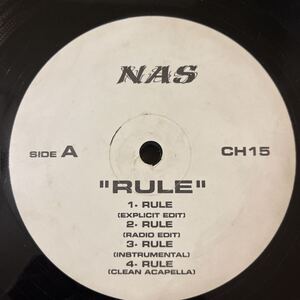 NAS
SIDE A
CH15
"RULE"
1- RULE
(EXPLICIT EDIT)
2- RULE
(RADIO EDIT)
3- RULE
(INSTRUMENTAL)
4- RULE
(CLEAN ACAPELLA)